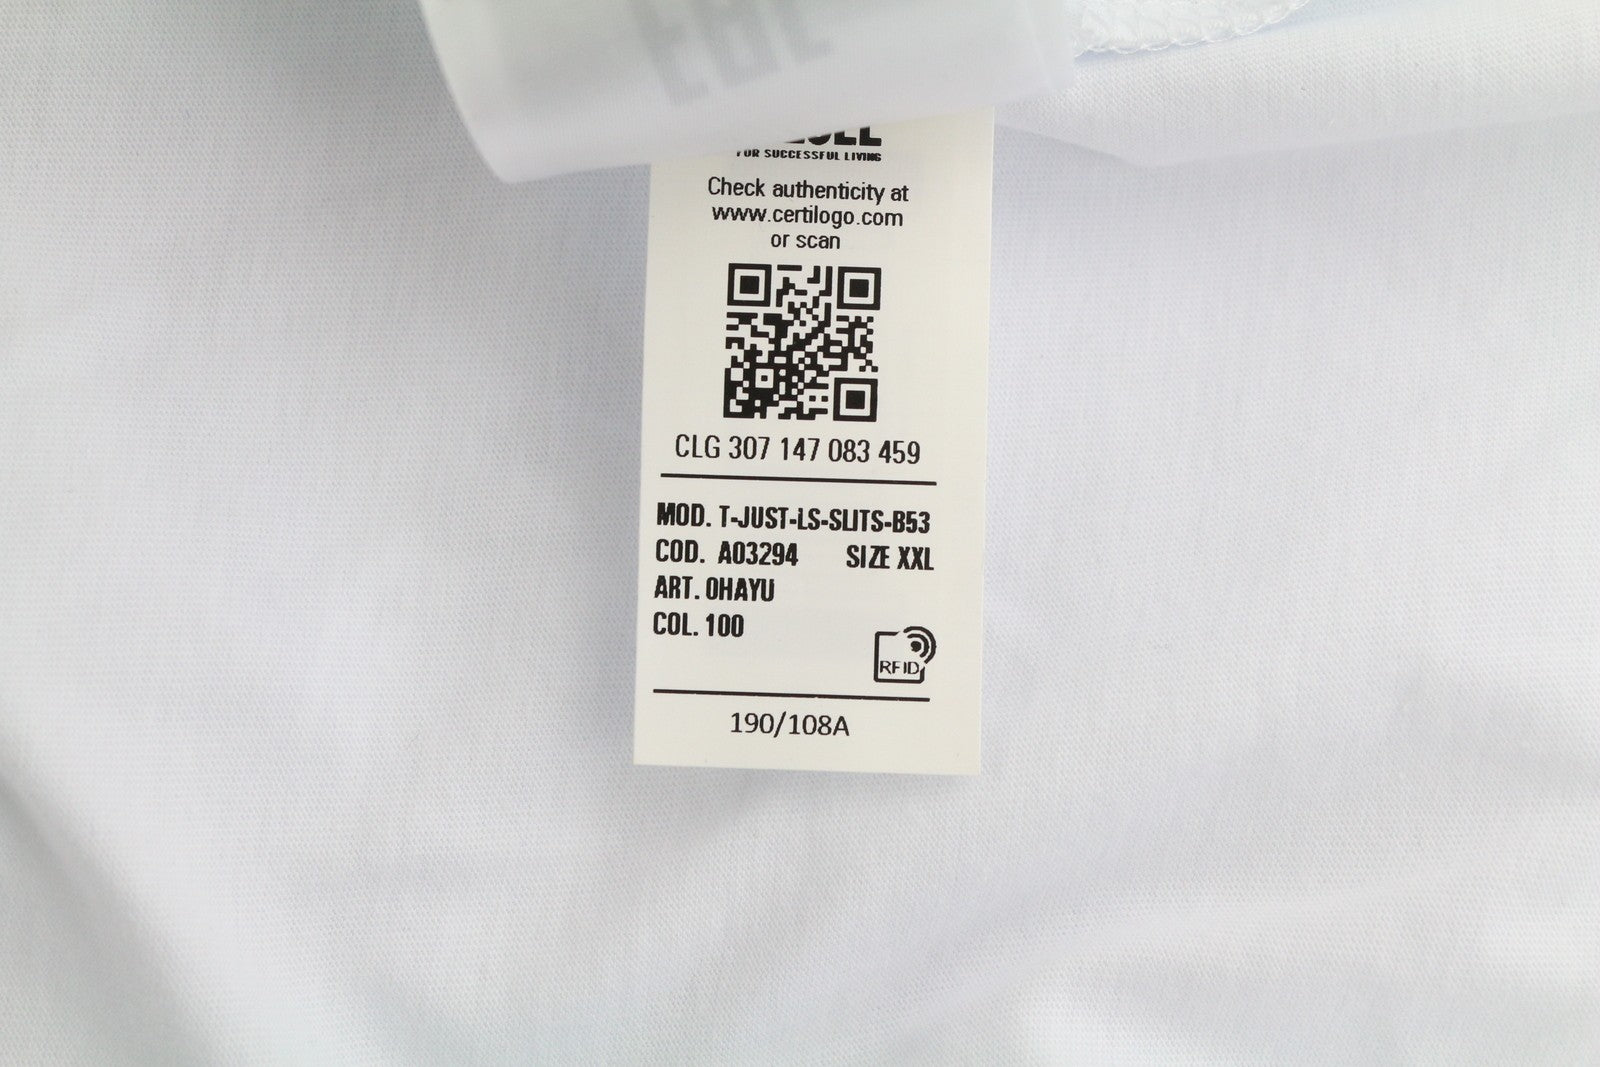 FOR SUCCESSFUL LIVING
Check authenticity at
www.certilogo.com
or scan
CLG 307 147 083 459
MOD. T-JUST-LS-SLITS-B53
COD. A03294 SIZE XXL
ART. OHAYU
COL. 100
RFID
190/108A